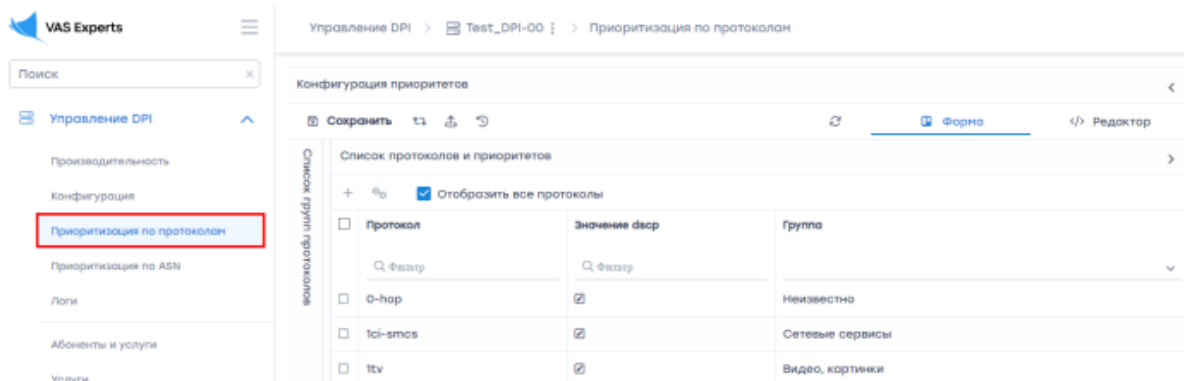 VAS Experts
Управление DPI > Test_DPI-00 > Приоритизация по протоколам
Поиск
Управление DPI
Производительность
Конфигурация
Приоритизация по протоколам
Приоритизация по ASN
Логи
Абоненты и услуги
Услуги
Конфигурация приоритетов
Сохранить
Форма
</> Редактор
Список групп протоколов
Список протоколов и приоритетов
Отобразить все протоколы
Протокол Значение dscp Группа
Фильтр Фильтр
0-hop Неизвестно
1ci-smcs Сетевые сервисы
1tv Видео, картинки